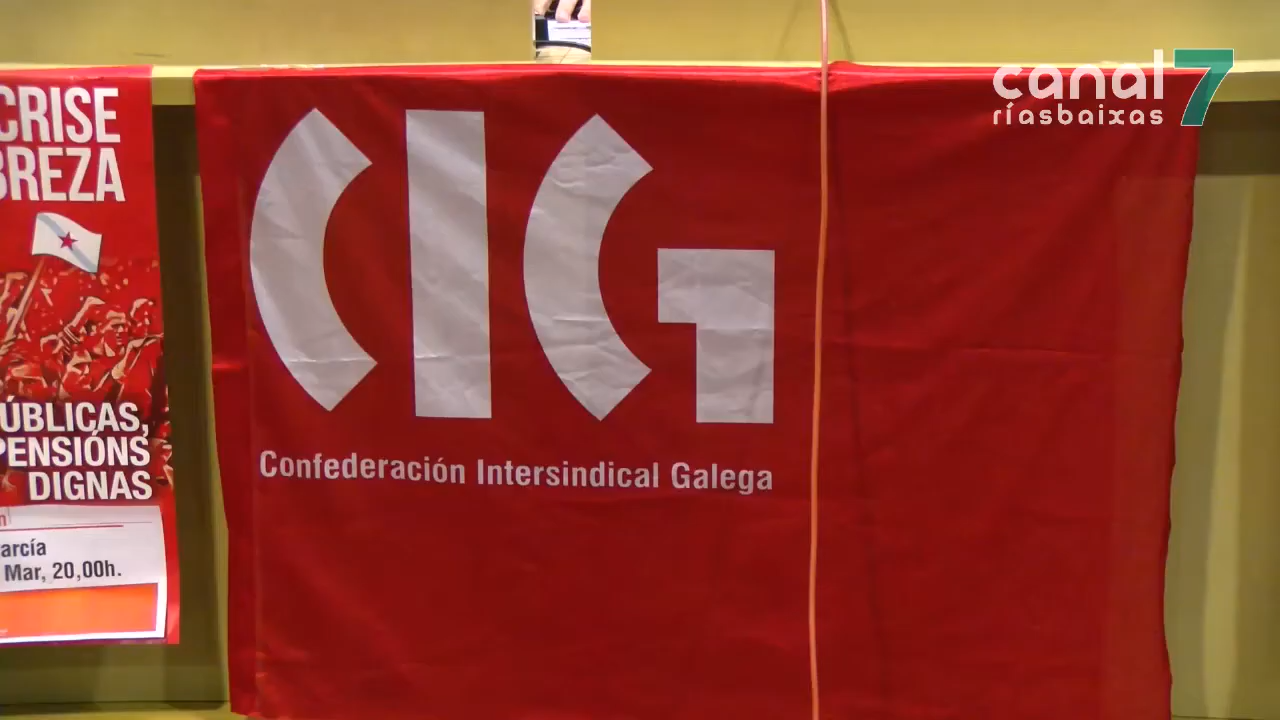 CRISE
BREZA
ÚBLICAS,
PENSIÓNS
DIGNAS
arcía
Mar, 20,00h.
CIG
Confederación Intersindical Galega
canal 7
ríasbaixas